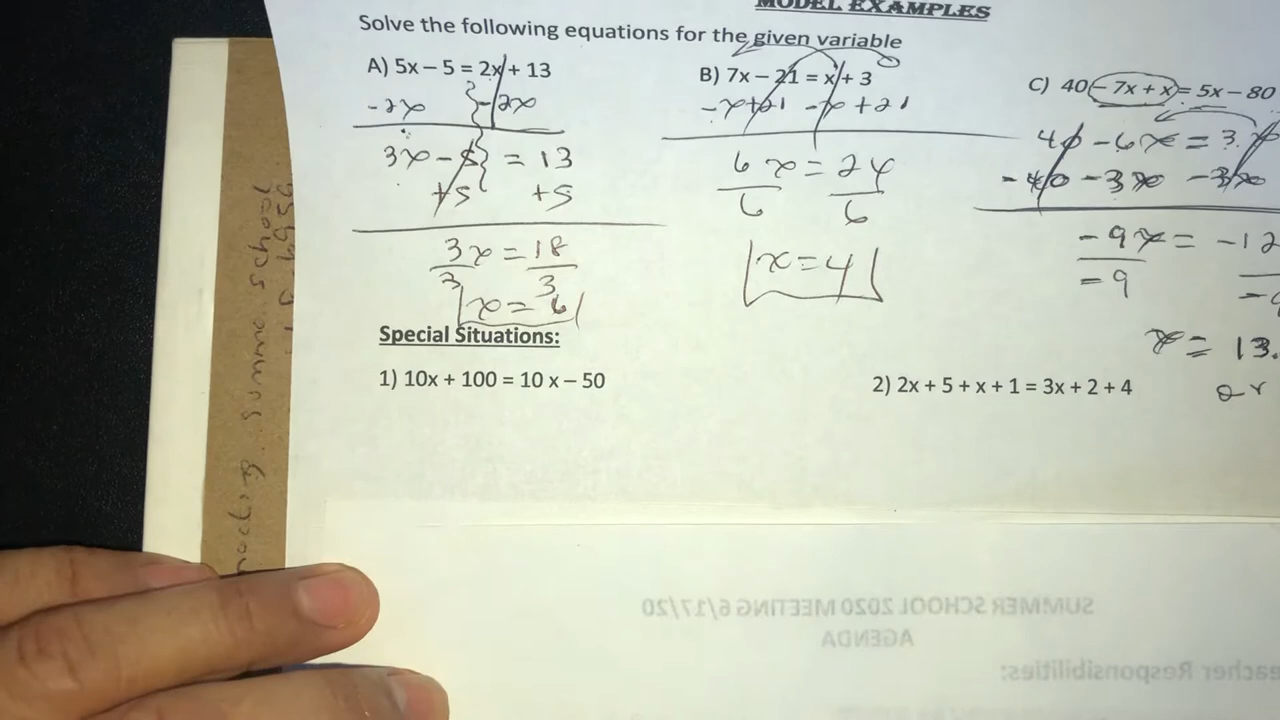 MODEL EXAMPLES
Solve the following equations for the given variable
A) 5x – 5 = 2x + 13
-2x -2x
3x - 5 = 13
+5 +5
3x = 18
3 3
x = 6
B) 7x – 21 = x + 3
-x +21 -x +21
6x = 24
6 6
x = 4
C) 40 – 7x + x = 5x – 80
40 - 6x = 3
- 40 - 3x - 3x
-9x = -12
-9
x = 13.
or
Special Situations:
1) 10x + 100 = 10 x – 50
2) 2x + 5 + x + 1 = 3x + 2 + 4
SUMMER SCHOOL 2020 MEETING 6/17/20
AGENDA
eacher Responsibilities: